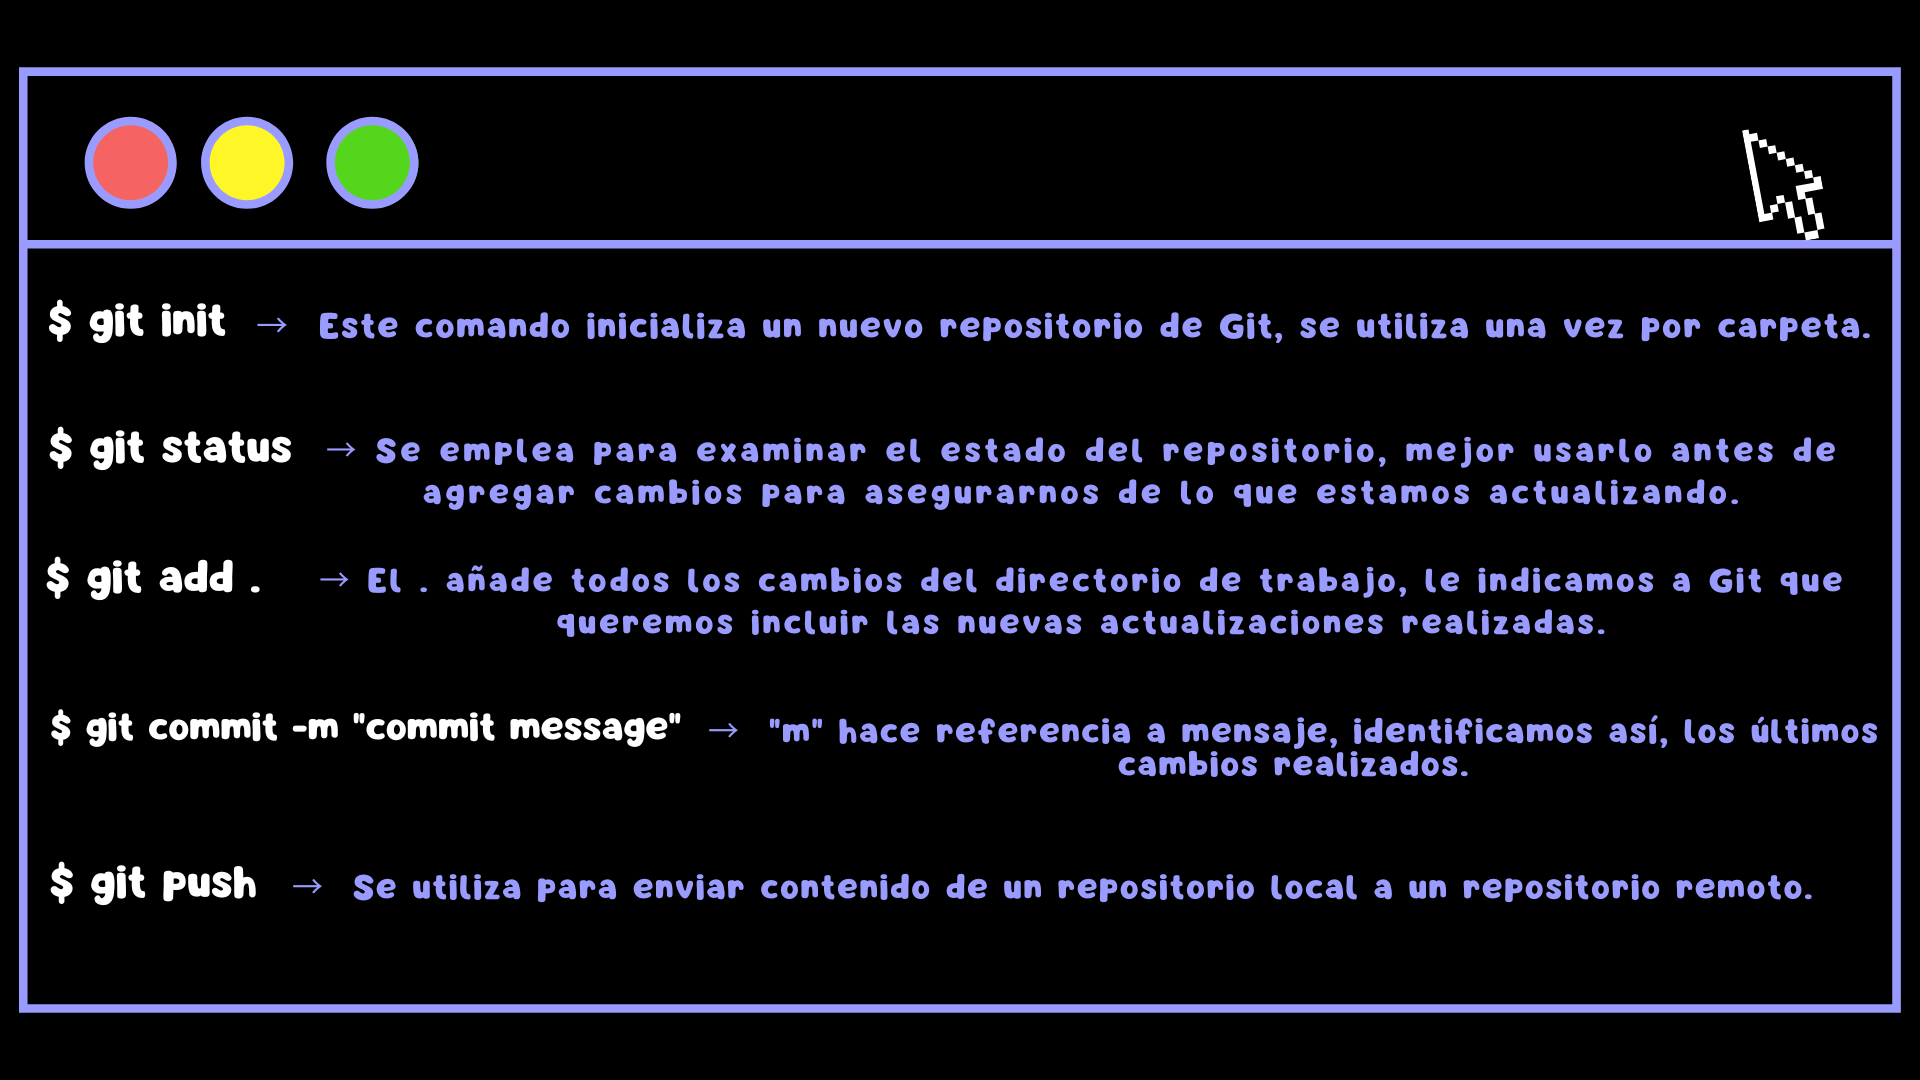 $ git init → Este comando inicializa un nuevo repositorio de Git, se utiliza una vez por carpeta.
$ git status → Se emplea para examinar el estado del repositorio, mejor usarlo antes de
agregar cambios para asegurarnos de lo que estamos actualizando.
$ git add . → El . añade todos los cambios del directorio de trabajo, le indicamos a Git que
queremos incluir las nuevas actualizaciones realizadas.
$ git commit -m "commit message" → "m" hace referencia a mensaje, identificamos así, los últimos
cambios realizados.
$ git push → Se utiliza para enviar contenido de un repositorio local a un repositorio remoto.